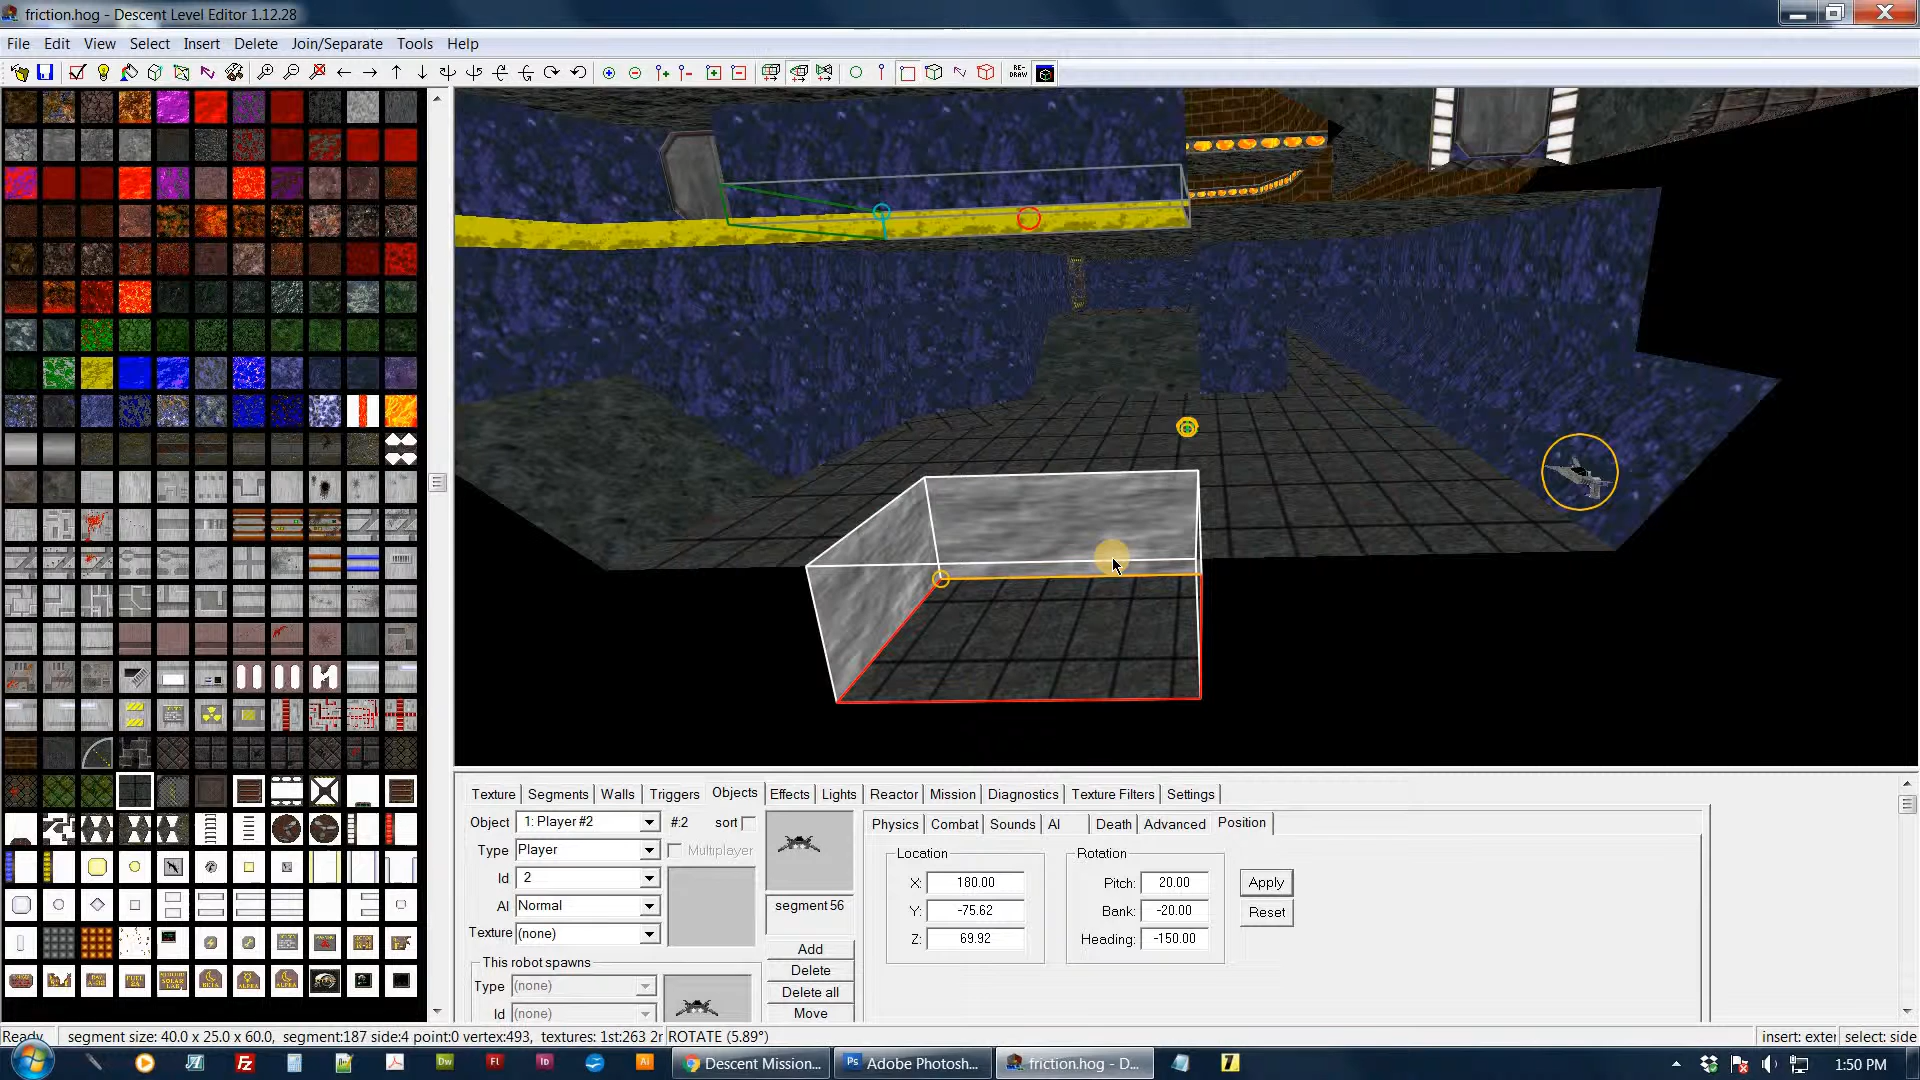 friction.hog - Descent Level Editor 1.12.28
File Edit View Select Insert Delete Join/Separate Tools Help
RE-
DRAW
Texture Segments Walls Triggers Objects Effects Lights Reactor Mission Diagnostics Texture Filters Settings
Object 1: Player #2 #:2 sort
Type Player Multiplayer
Id 2
AI Normal segment 56
Texture (none)
Add
This robot spawns
Delete
Type (none)
Delete all
Id (none)
Move
Physics Combat Sounds AI Death Advanced Position
Location Rotation
X: 180.00 Pitch: 20.00 Apply
Y: -75.62 Bank: -20.00 Reset
Z: 69.92 Heading: -150.00
Ready segment size: 40.0 x 25.0 x 60.0, segment:187 side:4 point:0 vertex:493, textures: 1st:263 2r ROTATE (5.89°) insert: exter select: side
Descent Mission... Adobe Photosh... friction.hog - D... 1:50 PM